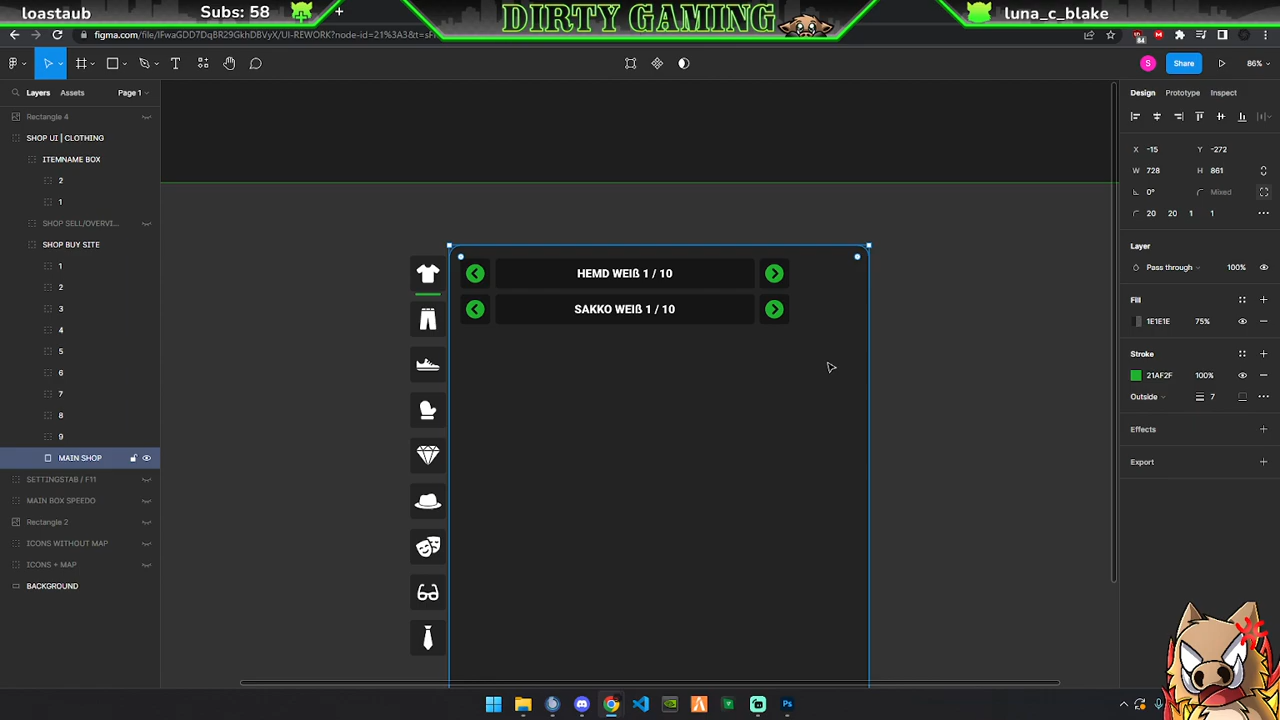 loastaub
Subs: 58
+
DIRTY GAMING
luna_c_blake
figma.com/file/IFwaGDD7DqBR29GkhDBVyX/UI-REWORK?node-id=21%3A3&t=sF
84
S
Share
86%
Layers
Assets
Page 1
Design
Prototype
Inspect
Rectangle 4
SHOP UI | CLOTHING
ITEMNAME BOX
2
1
SHOP SELL/OVERVI...
SHOP BUY SITE
1
2
3
4
5
6
7
8
9
MAIN SHOP
SETTINGSTAB / F11
MAIN BOX SPEEDO
Rectangle 2
ICONS WITHOUT MAP
ICONS + MAP
BACKGROUND
HEMD WEIß 1 / 10
SAKKO WEIß 1 / 10
X -15 Y -272
W 728 H 861
0° Mixed
20 20 1 1
Layer
Pass through 100%
Fill
1E1E1E 75%
Stroke
21AF2F 100%
Outside 7
Effects
Export
Ps